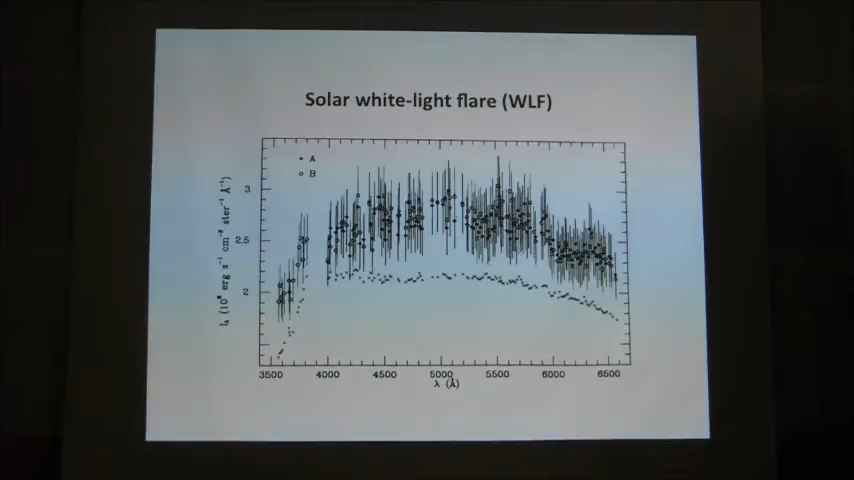 Solar white-light flare (WLF)
A
B
3
2.5
2
I_λ (10⁶ erg s⁻¹ cm⁻² ster⁻¹ Å⁻¹)
3500 4000 4500 5000 5500 6000 6500
λ (Å)